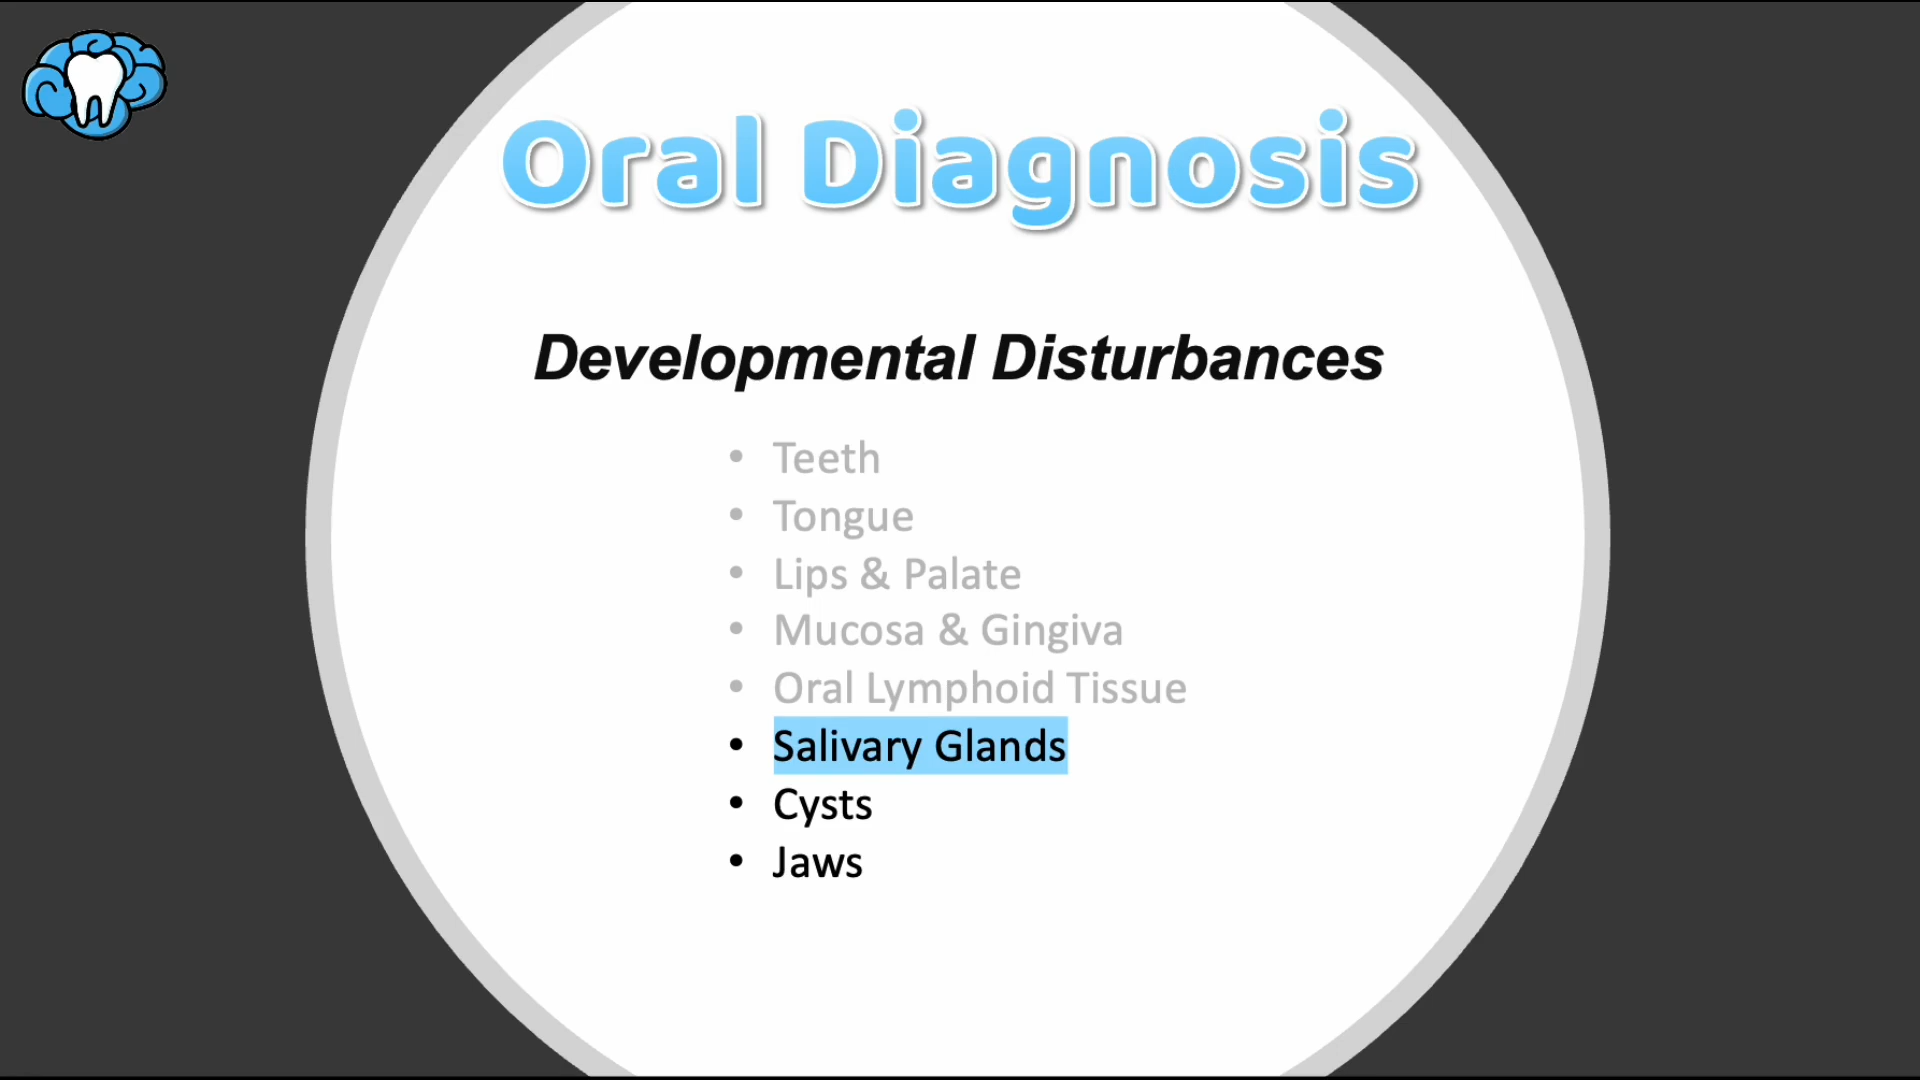 Oral Diagnosis
Developmental Disturbances
• Teeth
• Tongue
• Lips & Palate
• Mucosa & Gingiva
• Oral Lymphoid Tissue
• Salivary Glands
• Cysts
• Jaws